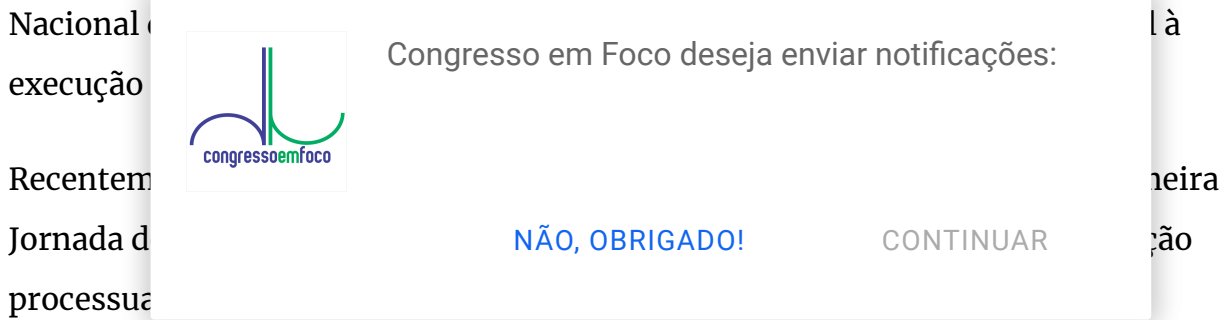 Nacional
l à
Congresso em Foco deseja enviar notificações:
execução
congressoemfoco
Recentem
neira
NÃO, OBRIGADO!
CONTINUAR
Jornada d
ção
processua